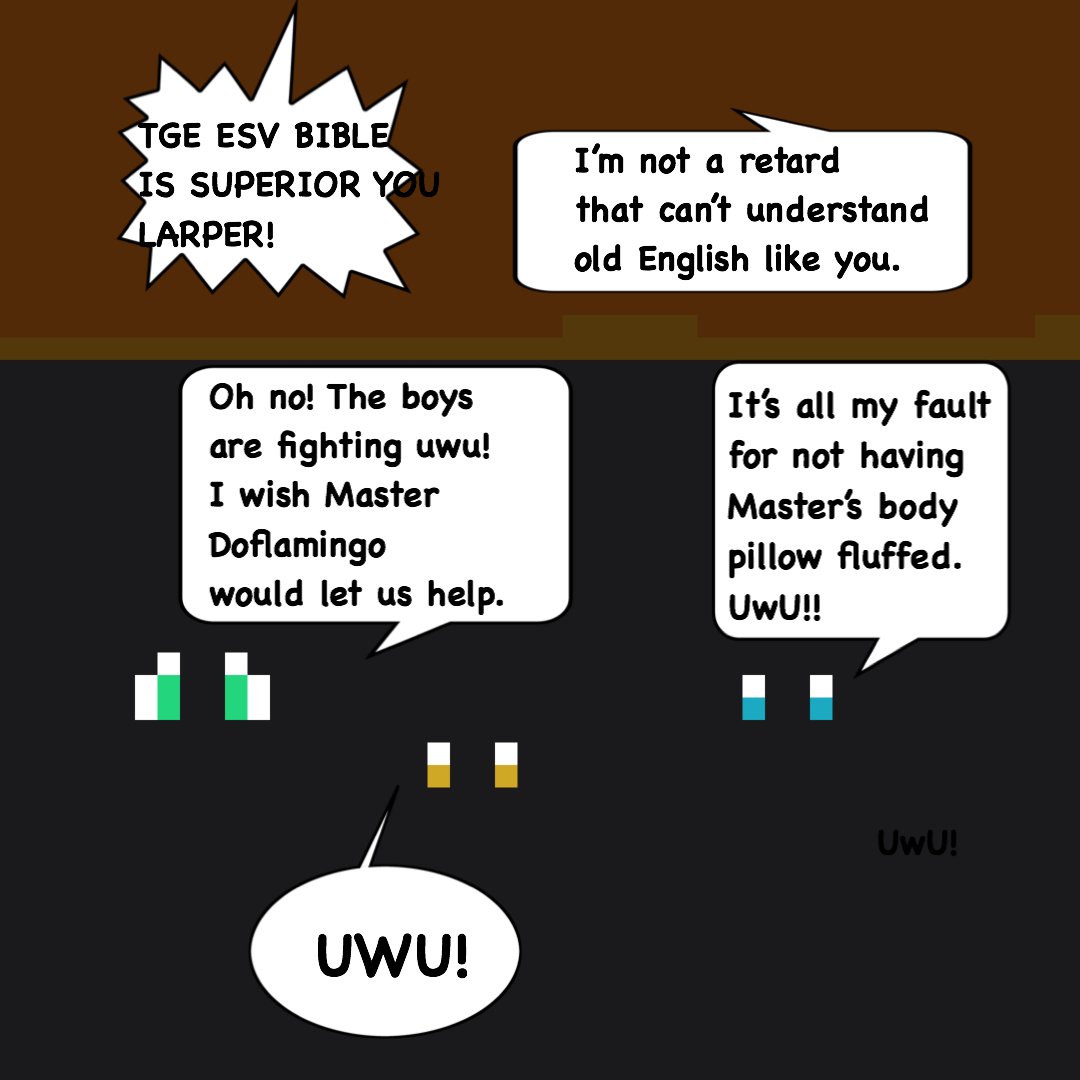 TGE ESV BIBLE
IS SUPERIOR YOU
LARPER!
I'm not a retard
that can't understand
old English like you.
Oh no! The boys
are fighting uwu!
I wish Master
Doflamingo
would let us help.
It's all my fault
for not having
Master's body
pillow fluffed.
UwU!!
UwU!
UWU!